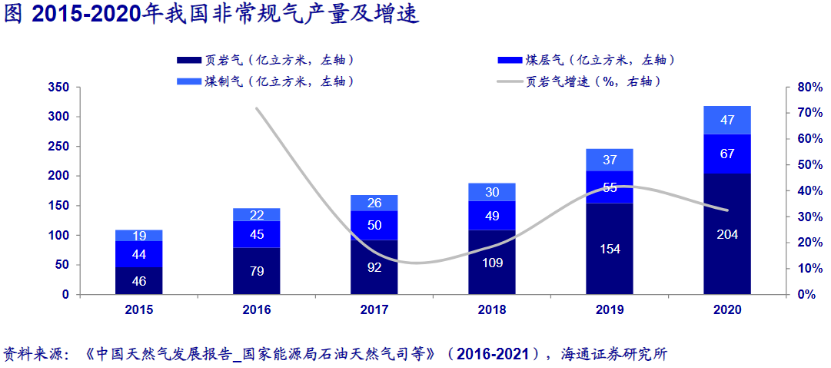 图 2015-2020年我国非常规气产量及增速
页岩气（亿立方米，左轴） 煤层气（亿立方米，左轴）
煤制气（亿立方米，左轴） 页岩气增速（%，右轴）
350 80%
300 70%
250 60%
200 50%
150 40%
100 30%
50 20%
0 10%
0%
19 22 26 30 37 47
44 45 50 49 55 67
46 79 92 109 154 204
2015 2016 2017 2018 2019 2020
资料来源：《中国天然气发展报告_国家能源局石油天然气司等》（2016-2021），海通证券研究所